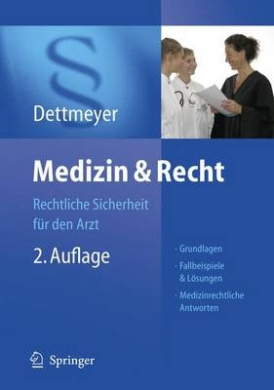 §
Dettmeyer
Medizin & Recht
Rechtliche Sicherheit
für den Arzt
2. Auflage
· Grundlagen
· Fallbeispiele
& Lösungen
· Medizinrechtliche
Antworten
Springer